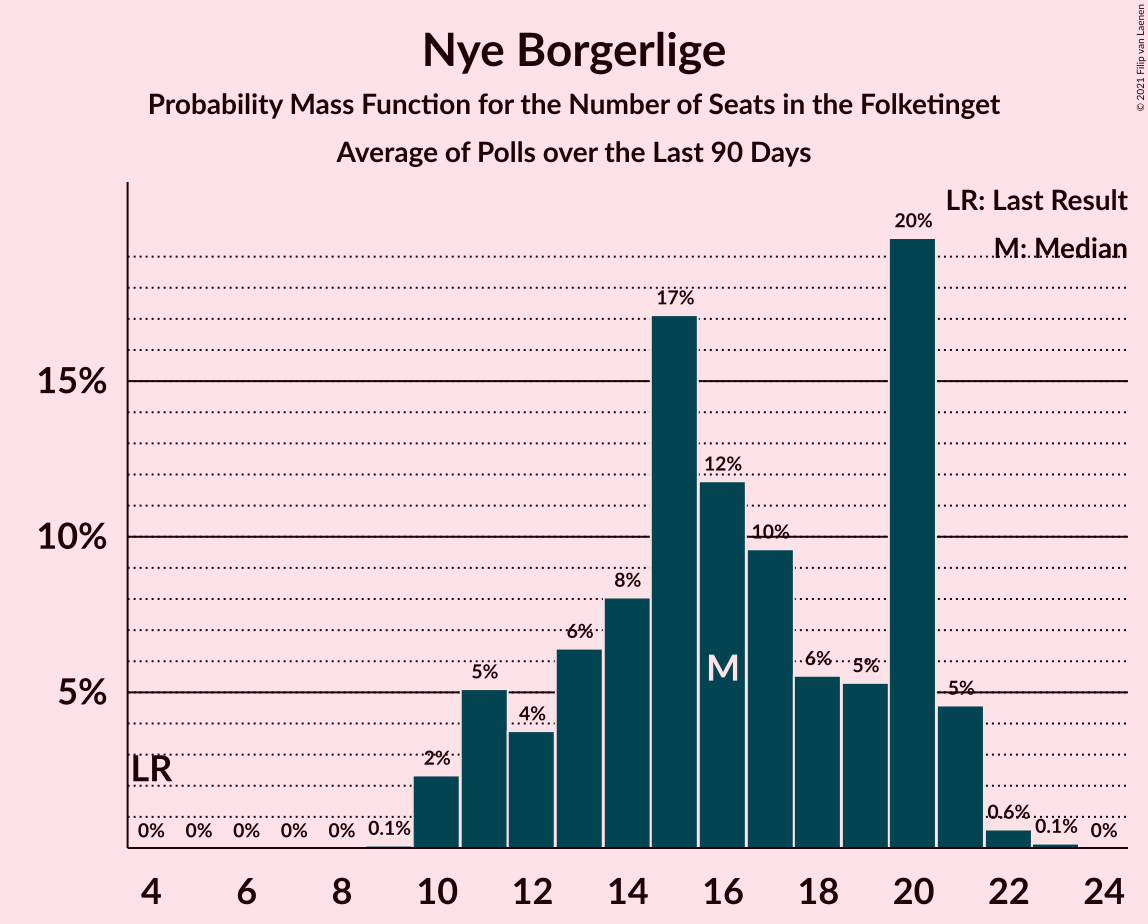 Nye Borgerlige
Probability Mass Function for the Number of Seats in the Folketinget
Average of Polls over the Last 90 Days
© 2021 Filip van Laenen
LR: Last Result
M: Median
20%
17%
15%
12%
10%
10%
8%
6%
6%
5%
5%
5%
5%
4%
M
LR
2%
0%
0%
0%
0%
0%
0.1%
0.6%
0.1%
0%
4 6 8 10 12 14 16 18 20 22 24